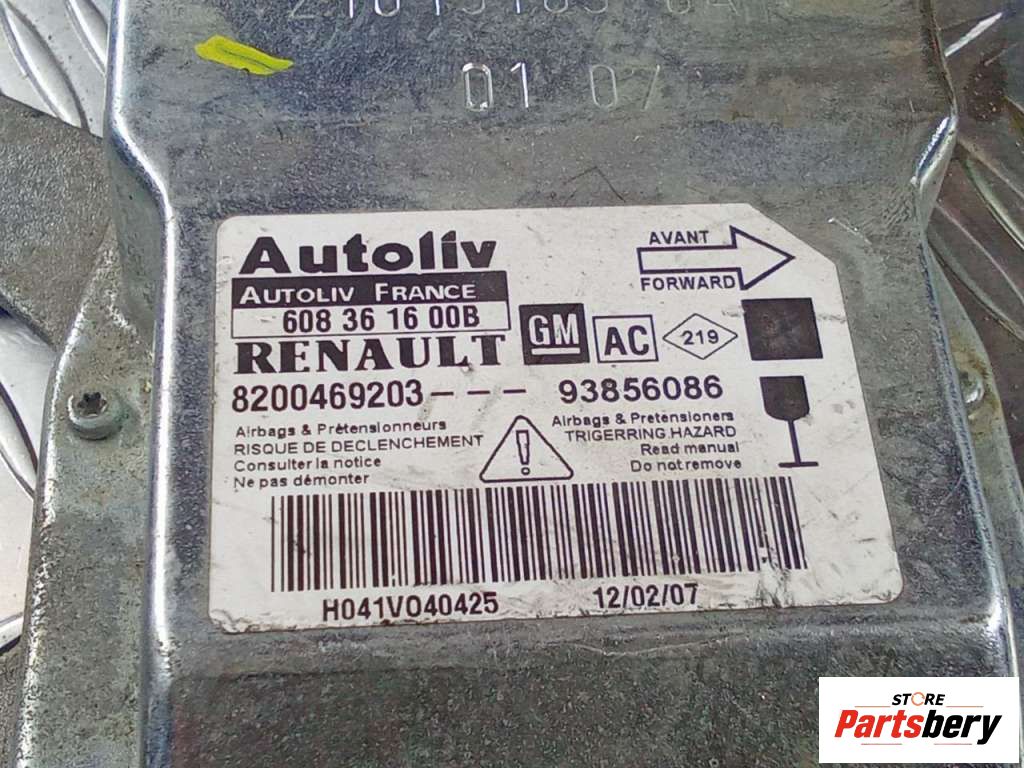 01 07
Autoliv
AUTOLIV FRANCE
608 36 16 00B
RENAULT
GM
AC
219
AVANT
FORWARD
8200469203--- 93856086
Airbags & Prétensionneurs
RISQUE DE DECLENCHEMENT
Consulter la notice
Ne pas démonter
Airbags & Pretensioners
TRIGERRING HAZARD
Read manual
Do not remove
H041V040425 12/02/07
STORE
Partsbery